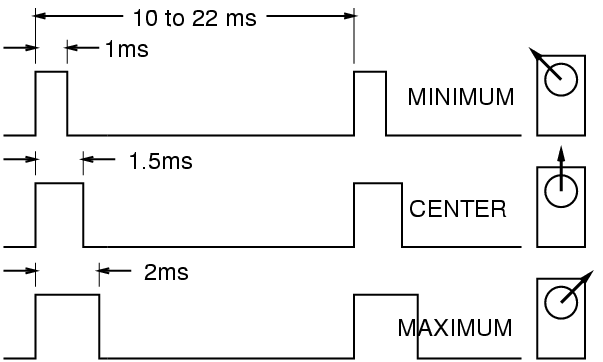 10 to 22 ms
1ms
MINIMUM
1.5ms
CENTER
2ms
MAXIMUM